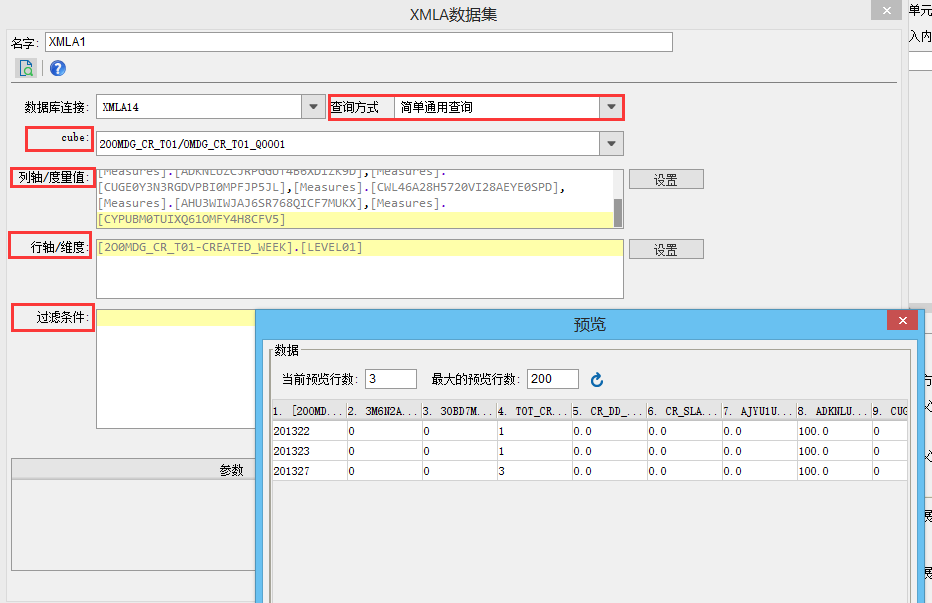 XMLA数据集
单元
名字:
XMLA1
入内
数据库连接:
XMLA14
查询方式
简单通用查询
cube:
200MDG_CR_T01/0MDG_CR_T01_Q0001
列轴/度量值:
[CUGE0Y3N3RGDVPBI0MPFJP5JL],[Measures].[CWL46A28H5720VI28AEYE0SPD],
[Measures].[AHU3WIWJAJ6SR768QICF7MUKX],[Measures].
[CYPUBM0TUIXQ61OMFY4H8CFV5]
设置
行轴/维度:
[200MDG_CR_T01-CREATED_WEEK].[LEVEL01]
设置
过滤条件:
参数
预览
数据
当前预览行数:
3
最大的预览行数:
200
1. [200MD... 2. 3M6N2A... 3. 30BD7M... 4. TOT_CR... 5. CR_DD_... 6. CR_SLA... 7. AJYU1U... 8. ADKNLU... 9. CUG
201322 0 0 1 0.0 0.0 0.0 100.0 0
201323 0 0 1 0.0 0.0 0.0 100.0 0
201327 0 0 3 0.0 0.0 0.0 100.0 0